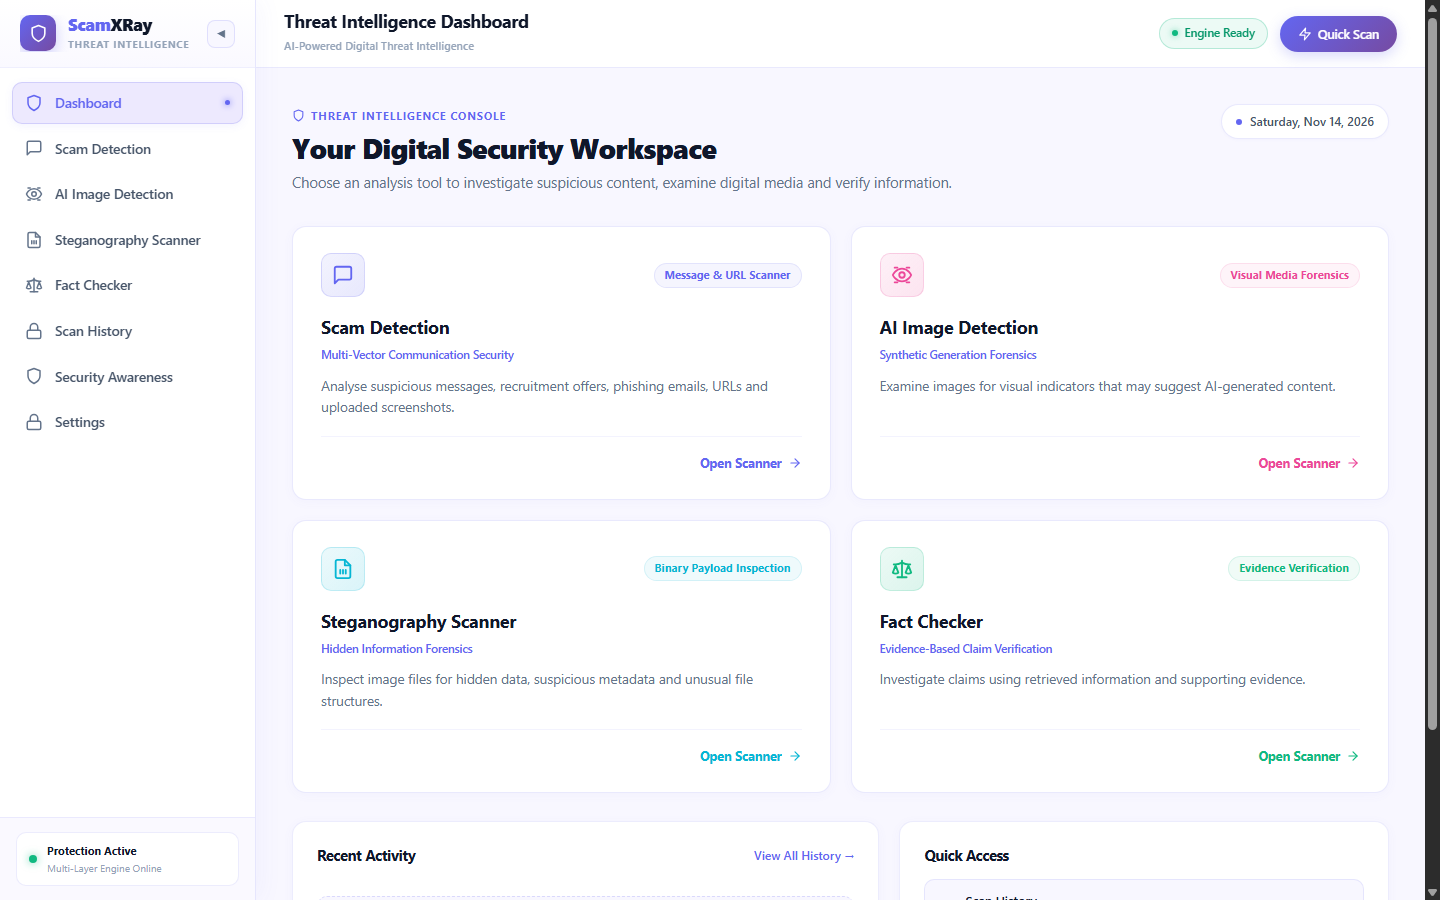 ScamXRay
THREAT INTELLIGENCE
Dashboard
Scam Detection
AI Image Detection
Steganography Scanner
Fact Checker
Scan History
Security Awareness
Settings
Protection Active
Multi-Layer Engine Online
Threat Intelligence Dashboard
AI-Powered Digital Threat Intelligence
Engine Ready
Quick Scan
THREAT INTELLIGENCE CONSOLE
Your Digital Security Workspace
Choose an analysis tool to investigate suspicious content, examine digital media and verify information.
Saturday, Nov 14, 2026
Message & URL Scanner
Scam Detection
Multi-Vector Communication Security
Analyse suspicious messages, recruitment offers, phishing emails, URLs and
uploaded screenshots.
Open Scanner →
Visual Media Forensics
AI Image Detection
Synthetic Generation Forensics
Examine images for visual indicators that may suggest AI-generated content.
Open Scanner →
Binary Payload Inspection
Steganography Scanner
Hidden Information Forensics
Inspect image files for hidden data, suspicious metadata and unusual file
structures.
Open Scanner →
Evidence Verification
Fact Checker
Evidence-Based Claim Verification
Investigate claims using retrieved information and supporting evidence.
Open Scanner →
Recent Activity
View All History →
Quick Access
Scan History